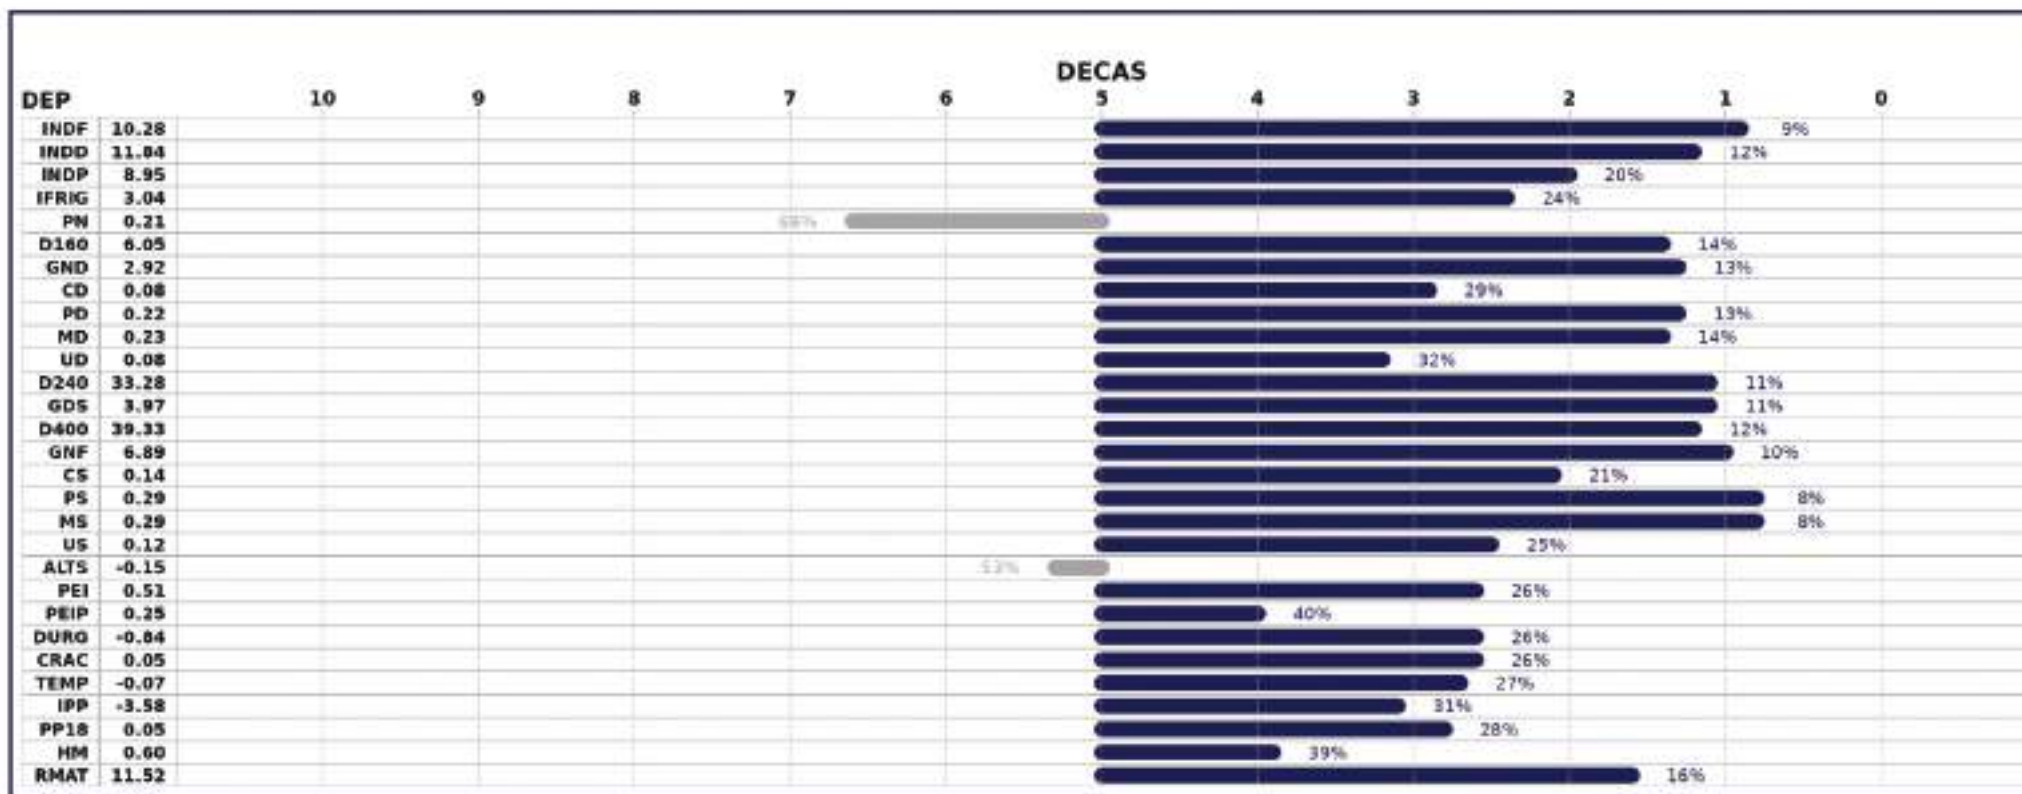 DECAS
DEP 10 9 8 7 6 5 4 3 2 1 0
INDF 10.28 9%
INDD 11.84 12%
INDP 8.95 20%
IFRIG 3.04 24%
PN 0.21
D160 6.05 14%
GND 2.92 13%
CD 0.08 29%
PD 0.22 13%
MD 0.23 14%
UD 0.08 32%
D240 33.28 11%
GDS 3.97 11%
D400 39.33 12%
GNF 6.89 10%
CS 0.14 21%
PS 0.29 8%
MS 0.29 8%
US 0.12 25%
ALTS -0.15 53%
PEI 0.51 26%
PEIP 0.25 40%
DURG -0.84 26%
CRAC 0.05 26%
TEMP -0.07 27%
IPP -3.58 31%
PP18 0.05 28%
HM 0.60 39%
RMAT 11.52 16%